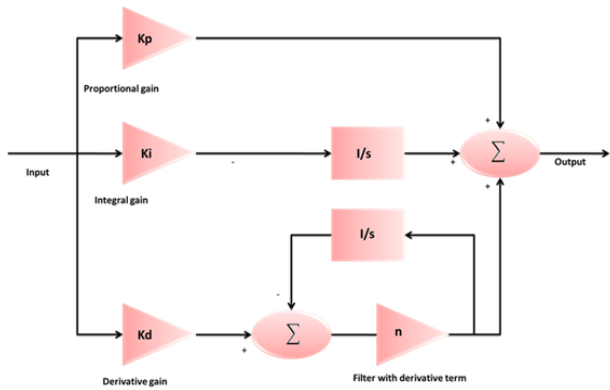 Kp
Proportional gain
+
Input
Ki
-
I/s
+
Σ
Output
+
Integral gain
I/s
-
Kd
+
Σ
n
Derivative gain
Filter with derivative term